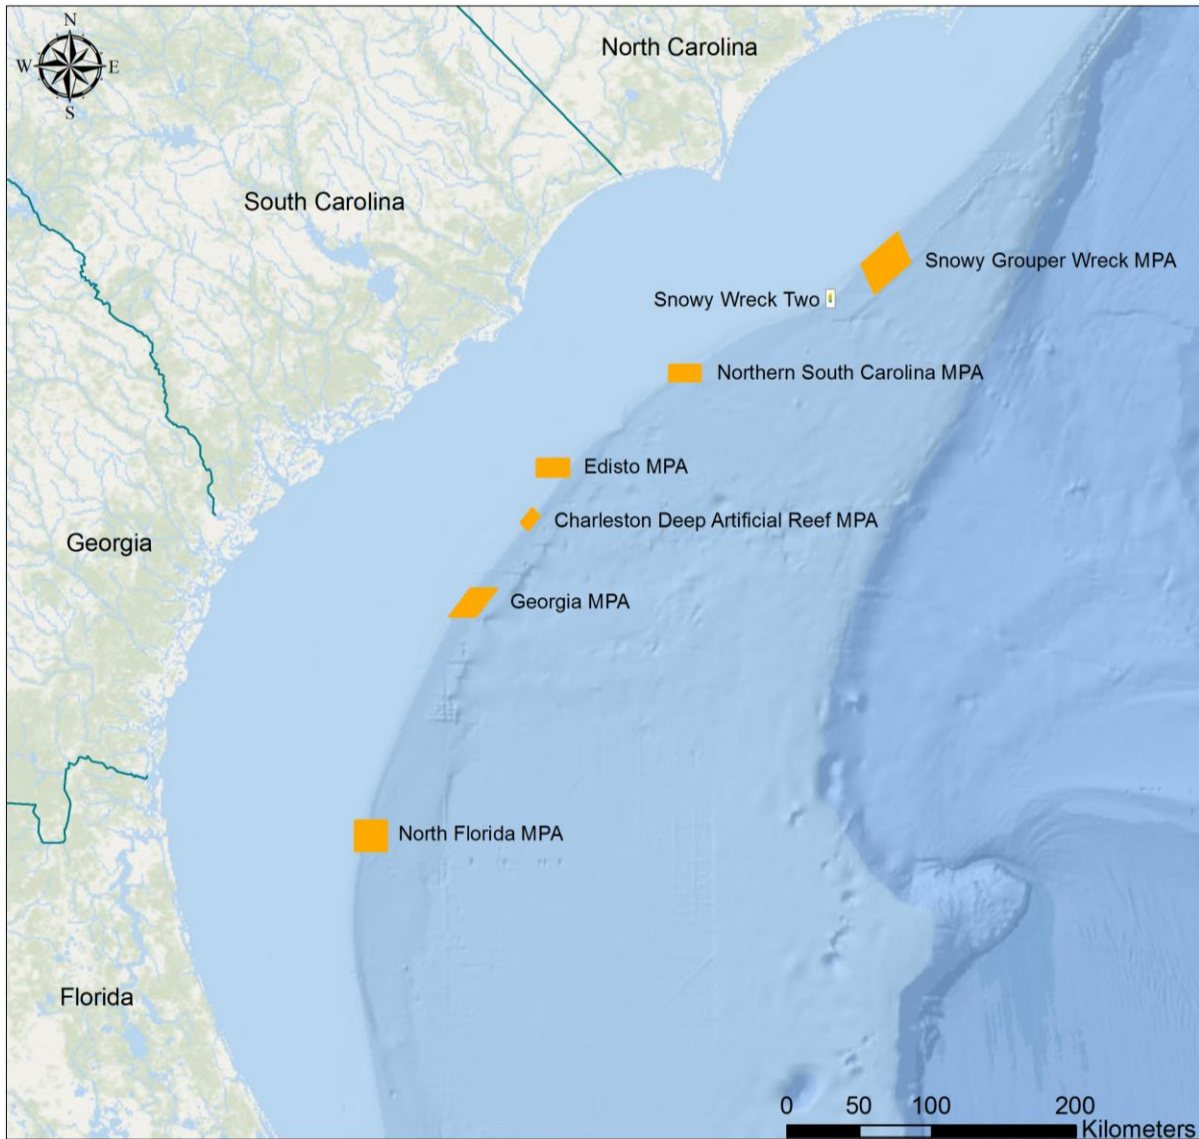 N
W E
S
North Carolina
South Carolina
Snowy Grouper Wreck MPA
Snowy Wreck Two
Northern South Carolina MPA
Edisto MPA
Charleston Deep Artificial Reef MPA
Georgia
Georgia MPA
North Florida MPA
Florida
0 50 100 200
Kilometers